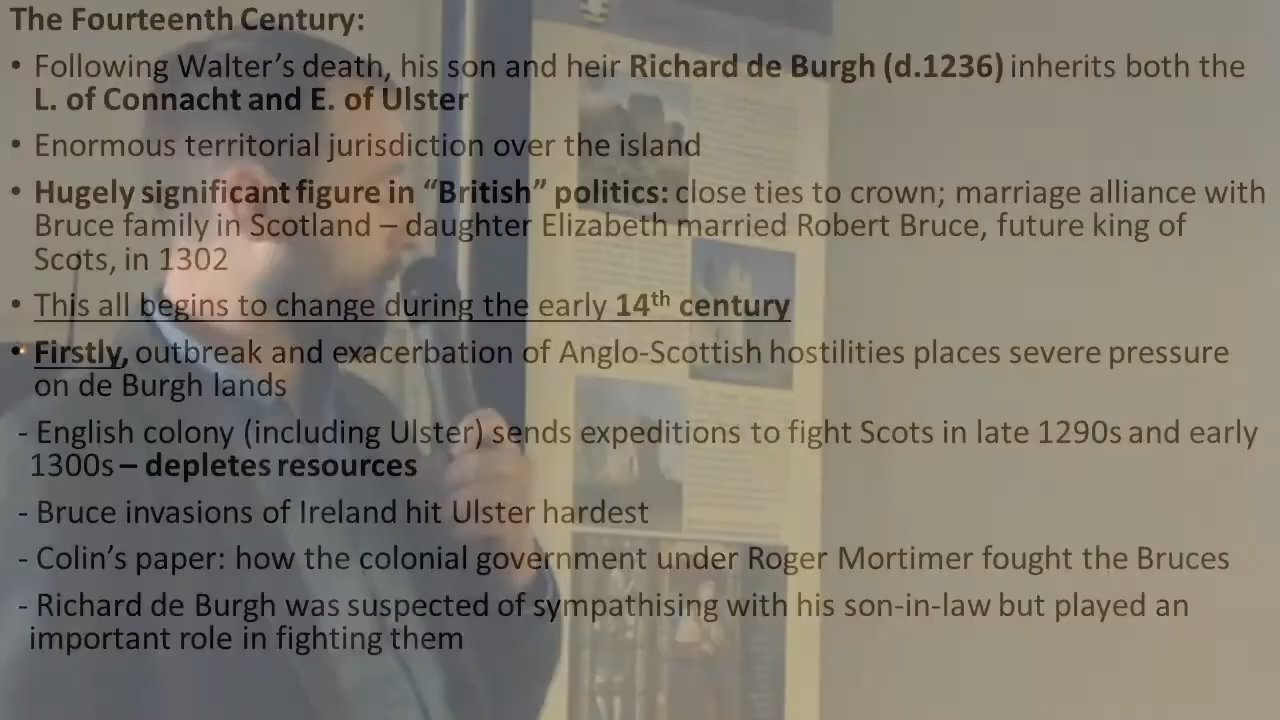 The Fourteenth Century:
• Following Walter's death, his son and heir Richard de Burgh (d.1236) inherits both the
L. of Connacht and E. of Ulster
• Enormous territorial jurisdiction over the island
• Hugely significant figure in “British” politics: close ties to crown; marriage alliance with
Bruce family in Scotland – daughter Elizabeth married Robert Bruce, future king of
Scots, in 1302
• This all begins to change during the early 14th century
• Firstly, outbreak and exacerbation of Anglo-Scottish hostilities places severe pressure
on de Burgh lands
- English colony (including Ulster) sends expeditions to fight Scots in late 1290s and early
1300s – depletes resources
- Bruce invasions of Ireland hit Ulster hardest
- Colin's paper: how the colonial government under Roger Mortimer fought the Bruces
- Richard de Burgh was suspected of sympathising with his son-in-law but played an
important role in fighting them